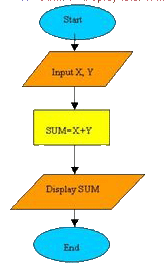 Start
Input X, Y
SUM=X+Y
Display SUM
End